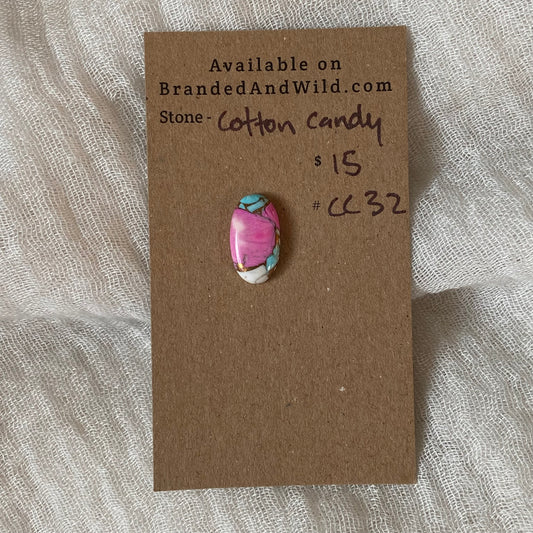 Available on
BrandedAndWild.com
Stone - Cotton Candy
$ 15
# CC32